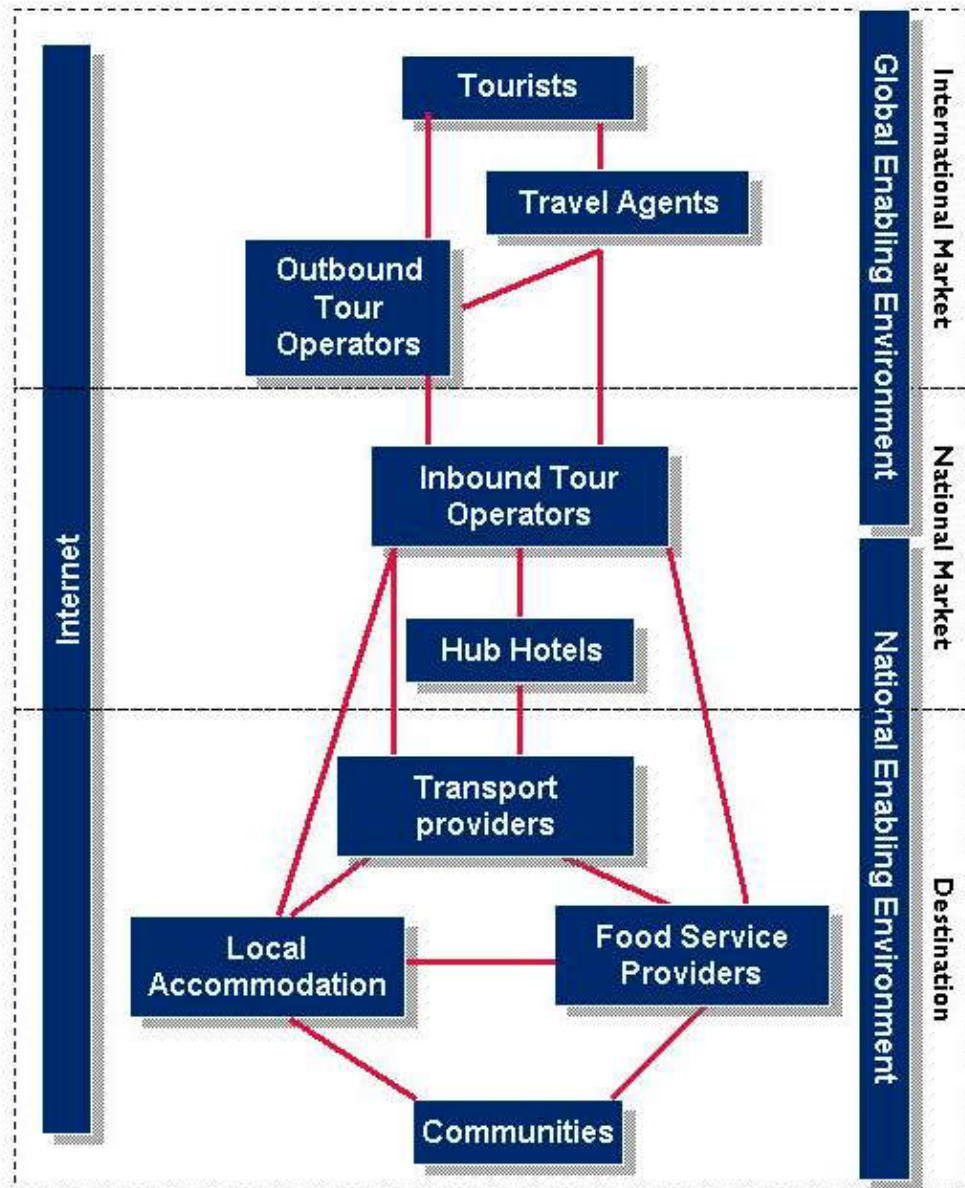 Tourists
Travel Agents
Outbound
Tour
Operators
Inbound Tour
Operators
Hub Hotels
Transport
providers
Local
Accommodation
Food Service
Providers
Communities
Internet
Global Enabling Environment
National Enabling Environment
International Market
National Market
Destination